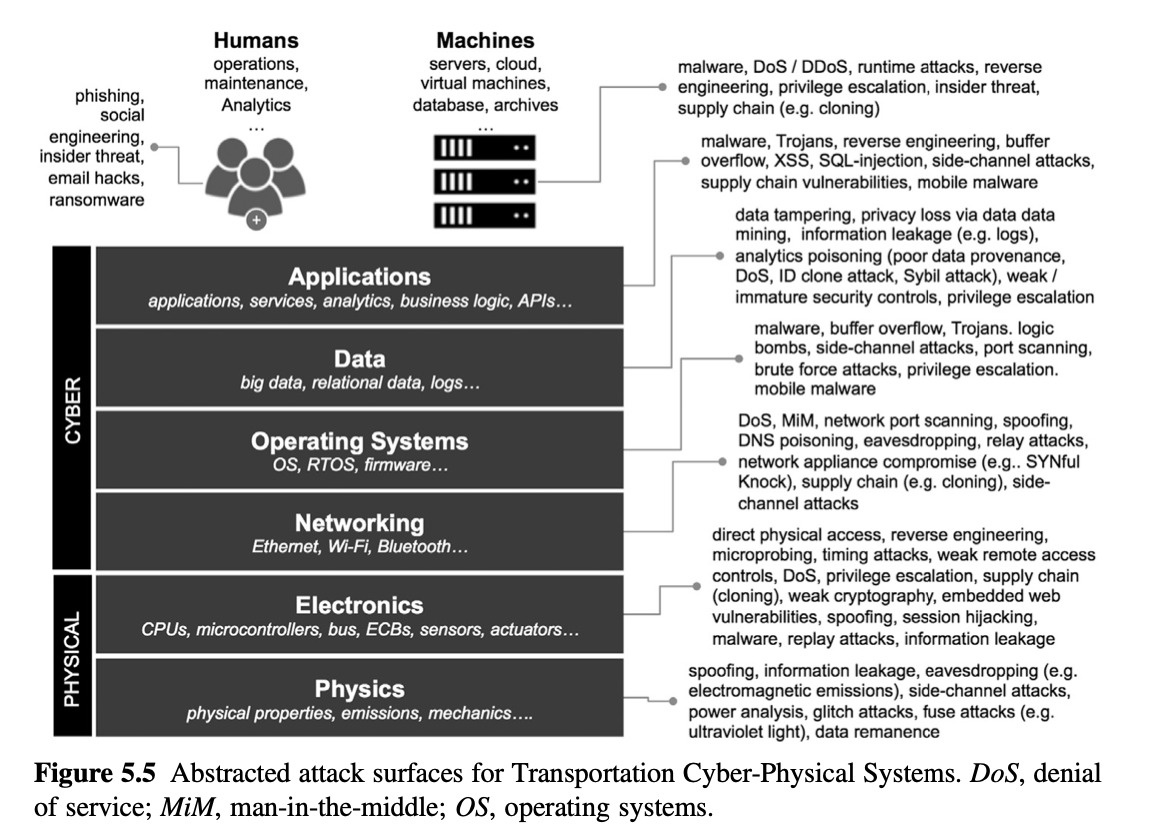 Humans
operations,
maintenance,
Analytics
…
Machines
servers, cloud,
virtual machines,
database, archives
…
phishing,
social
engineering,
insider threat,
email hacks,
ransomware
malware, DoS / DDoS, runtime attacks, reverse
engineering, privilege escalation, insider threat,
supply chain (e.g. cloning)
malware, Trojans, reverse engineering, buffer
overflow, XSS, SQL-injection, side-channel attacks,
supply chain vulnerabilities, mobile malware
data tampering, privacy loss via data data
mining,  information leakage (e.g. logs),
analytics poisoning (poor data provenance,
DoS, ID clone attack, Sybil attack), weak /
immature security controls, privilege escalation
malware, buffer overflow, Trojans. logic
bombs, side-channel attacks, port scanning,
brute force attacks, privilege escalation.
mobile malware
DoS, MiM, network port scanning, spoofing,
DNS poisoning, eavesdropping, relay attacks,
network appliance compromise (e.g.. SYNful
Knock), supply chain (e.g. cloning), side-
channel attacks
direct physical access, reverse engineering,
microprobing, timing attacks, weak remote access
controls, DoS, privilege escalation, supply chain
(cloning), weak cryptography, embedded web
vulnerabilities, spoofing, session hijacking,
malware, replay attacks, information leakage
spoofing, information leakage, eavesdropping (e.g.
electromagnetic emissions), side-channel attacks,
power analysis, glitch attacks, fuse attacks (e.g.
ultraviolet light), data remanence
CYBER
Applications
applications, services, analytics, business logic, APIs…
Data
big data, relational data, logs…
Operating Systems
OS, RTOS, firmware…
Networking
Ethernet, Wi-Fi, Bluetooth…
PHYSICAL
Electronics
CPUs, microcontrollers, bus, ECBs, sensors, actuators…
Physics
physical properties, emissions, mechanics….
Figure 5.5 Abstracted attack surfaces for Transportation Cyber-Physical Systems. DoS, denial
of service; MiM, man-in-the-middle; OS, operating systems.